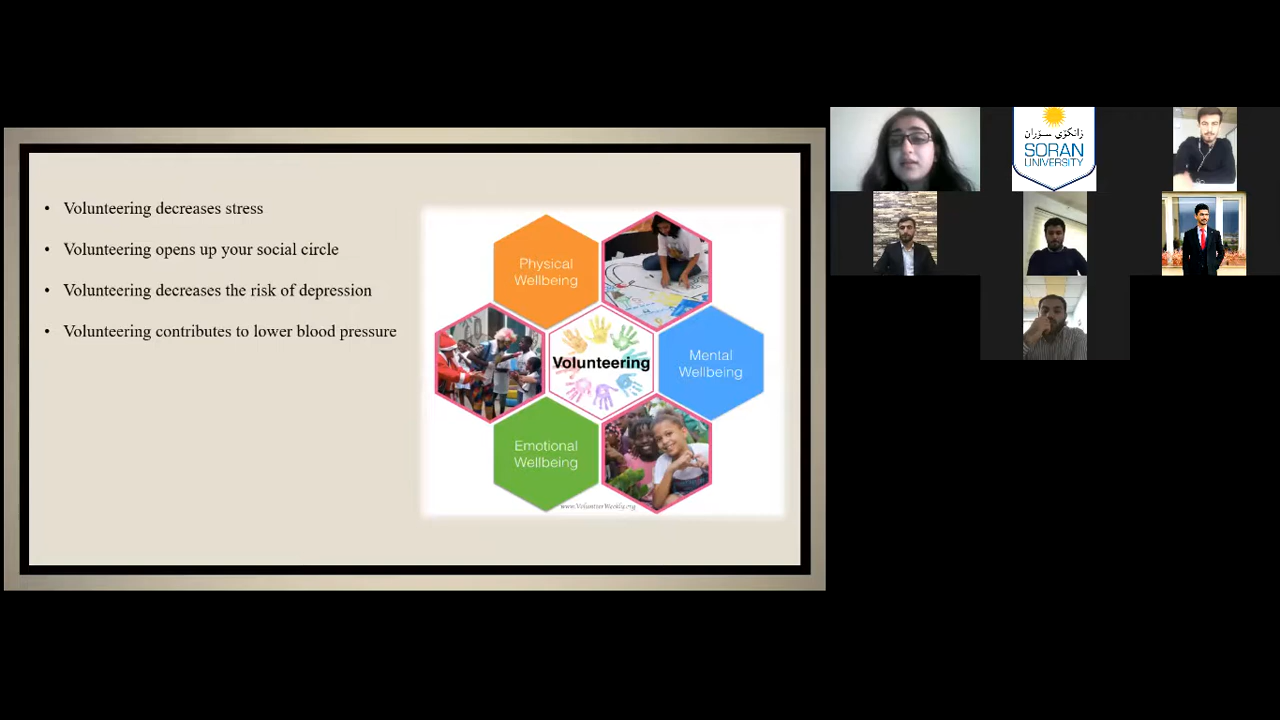 • Volunteering decreases stress
• Volunteering opens up your social circle
• Volunteering decreases the risk of depression
• Volunteering contributes to lower blood pressure
Physical
Wellbeing
Volunteering
Mental
Wellbeing
Emotional
Wellbeing
www.VolunteerWeekly.org
زانکۆی سۆران
SORAN
UNIVERSITY